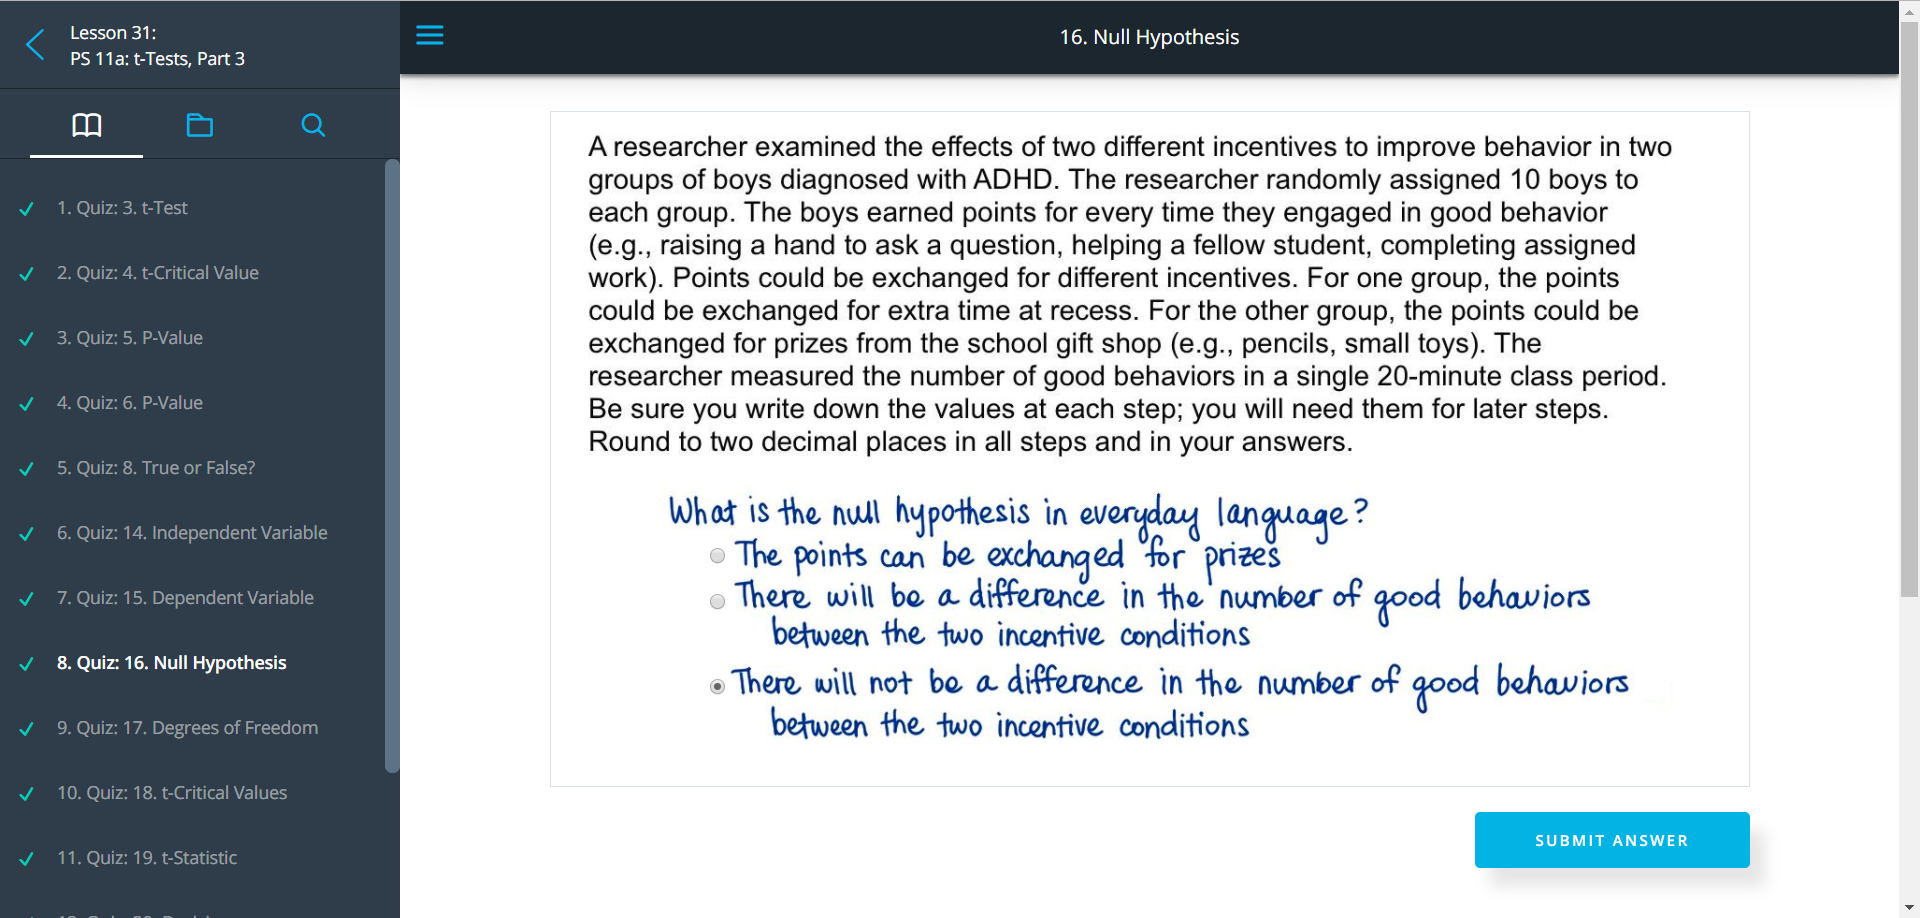 Lesson 31:
PS 11a: t-Tests, Part 3
16. Null Hypothesis
1. Quiz: 3. t-Test
2. Quiz: 4. t-Critical Value
3. Quiz: 5. P-Value
4. Quiz: 6. P-Value
5. Quiz: 8. True or False?
6. Quiz: 14. Independent Variable
7. Quiz: 15. Dependent Variable
8. Quiz: 16. Null Hypothesis
9. Quiz: 17. Degrees of Freedom
10. Quiz: 18. t-Critical Values
11. Quiz: 19. t-Statistic
A researcher examined the effects of two different incentives to improve behavior in two
groups of boys diagnosed with ADHD. The researcher randomly assigned 10 boys to
each group. The boys earned points for every time they engaged in good behavior
(e.g., raising a hand to ask a question, helping a fellow student, completing assigned
work). Points could be exchanged for different incentives. For one group, the points
could be exchanged for extra time at recess. For the other group, the points could be
exchanged for prizes from the school gift shop (e.g., pencils, small toys). The
researcher measured the number of good behaviors in a single 20-minute class period.
Be sure you write down the values at each step; you will need them for later steps.
Round to two decimal places in all steps and in your answers.
What is the null hypothesis in everyday language?
The points can be exchanged for prizes
There will be a difference in the number of good behaviors
between the two incentive conditions
There will not be a difference in the number of good behaviors
between the two incentive conditions
SUBMIT ANSWER